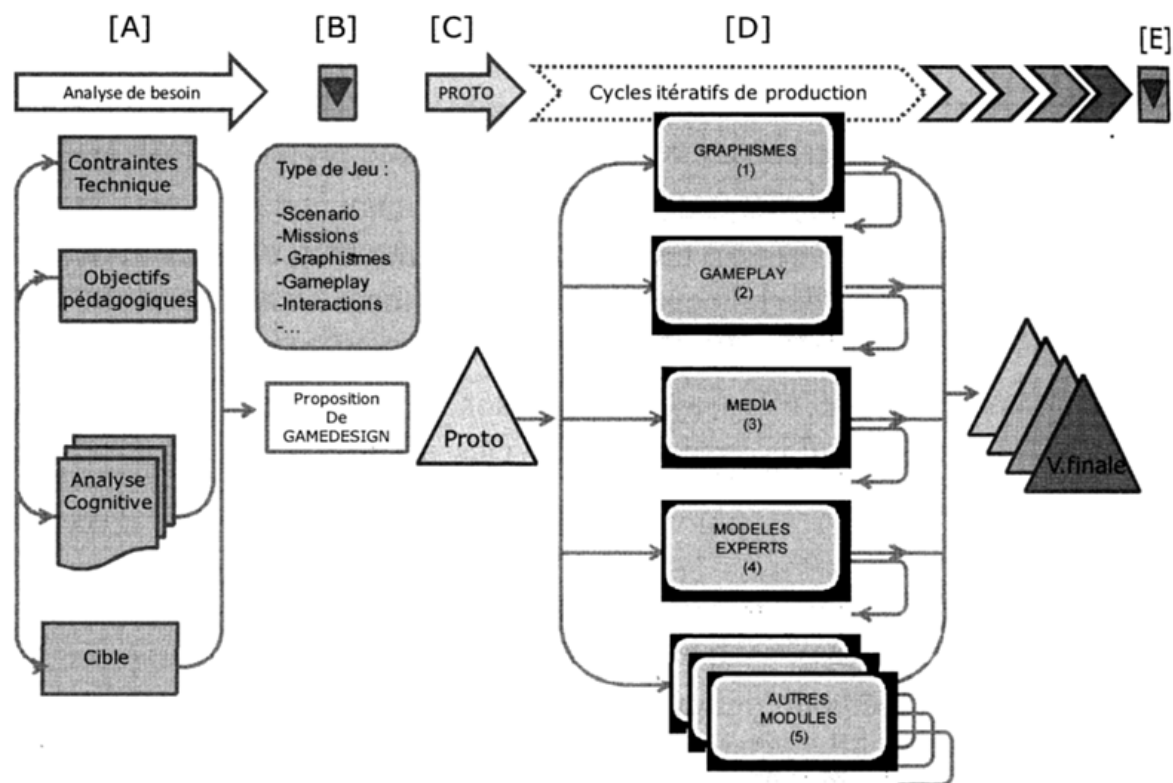 [A]
[B]
[C]
[D]
[E]
Analyse de besoin
PROTO
Cycles itératifs de production
Contraintes
Technique
Objectifs
pédagogiques
Analyse
Cognitive
Cible
Type de Jeu :
-Scenario
-Missions
- Graphismes
-Gameplay
-Interactions
-...
Proposition
De
GAMEDESIGN
Proto
GRAPHISMES
(1)
GAMEPLAY
(2)
MEDIA
(3)
MODELES
EXPERTS
(4)
AUTRES
MODULES
(5)
V.finale